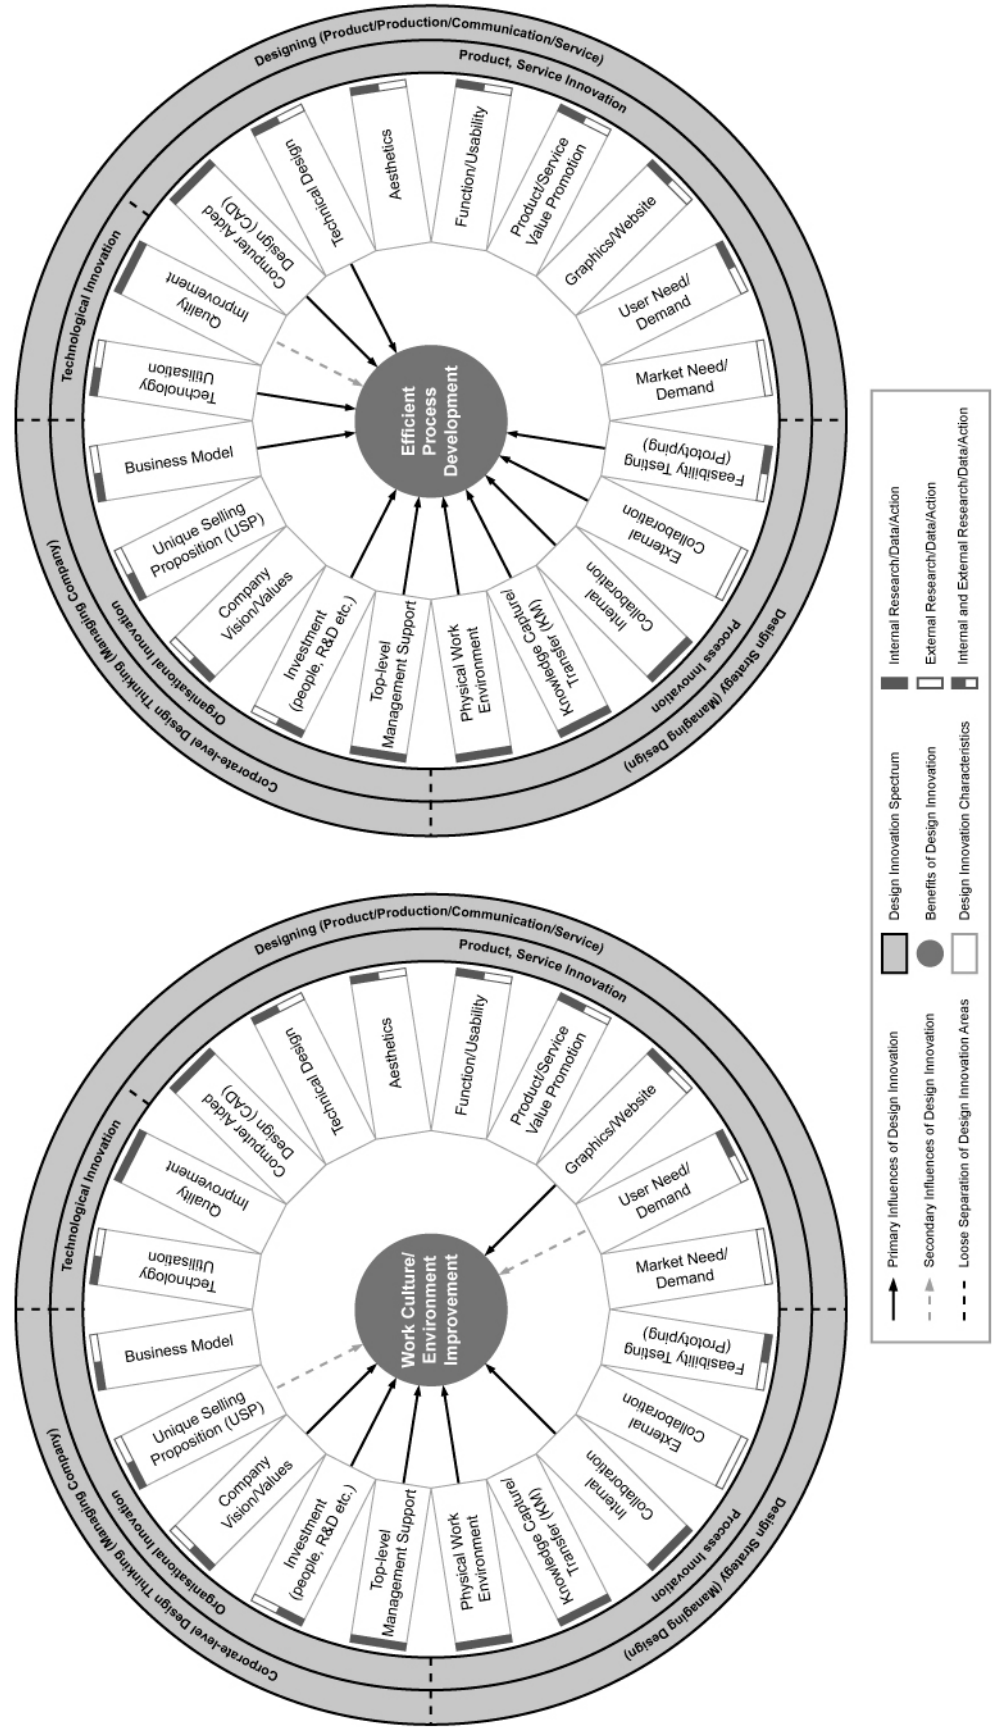 Designing (Product/Production/Communication/Service)
Product, Service Innovation
Technological Innovation
Organisational Innovation
Corporate-level Design Thinking (Managing Company)
Process Innovation
Design Strategy (Managing Design)
Efficient
Process
Development
Aesthetics
Function/Usability
Product/Service
Value Promotion
Graphics/Website
User Need/
Demand
Market Need/
Demand
Feasibility Testing
(Prototyping)
External
Collaboration
Internal
Collaboration
Knowledge Capture/
Transfer (KM)
Physical Work
Environment
Top-level
Management Support
Investment
(people, R&D etc.)
Company
Vision/Values
Unique Selling
Proposition (USP)
Business Model
Technology
Utilisation
Quality
Improvement
Computer Aided
Design (CAD)
Technical Design
Designing (Product/Production/Communication/Service)
Product, Service Innovation
Technological Innovation
Organisational Innovation
Corporate-level Design Thinking (Managing Company)
Process Innovation
Design Strategy (Managing Design)
Work Culture/
Environment
Improvement
Aesthetics
Function/Usability
Product/Service
Value Promotion
Graphics/Website
User Need/
Demand
Market Need/
Demand
Feasibility Testing
(Prototyping)
External
Collaboration
Internal
Collaboration
Knowledge Capture/
Transfer (KM)
Physical Work
Environment
Top-level
Management Support
Investment
(people, R&D etc.)
Company
Vision/Values
Unique Selling
Proposition (USP)
Business Model
Technology
Utilisation
Quality
Improvement
Computer Aided
Design (CAD)
Technical Design
Primary Influences of Design Innovation
Secondary Influences of Design Innovation
Loose Separation of Design Innovation Areas
Design Innovation Spectrum
Benefits of Design Innovation
Design Innovation Characteristics
Internal Research/Data/Action
External Research/Data/Action
Internal and External Research/Data/Action